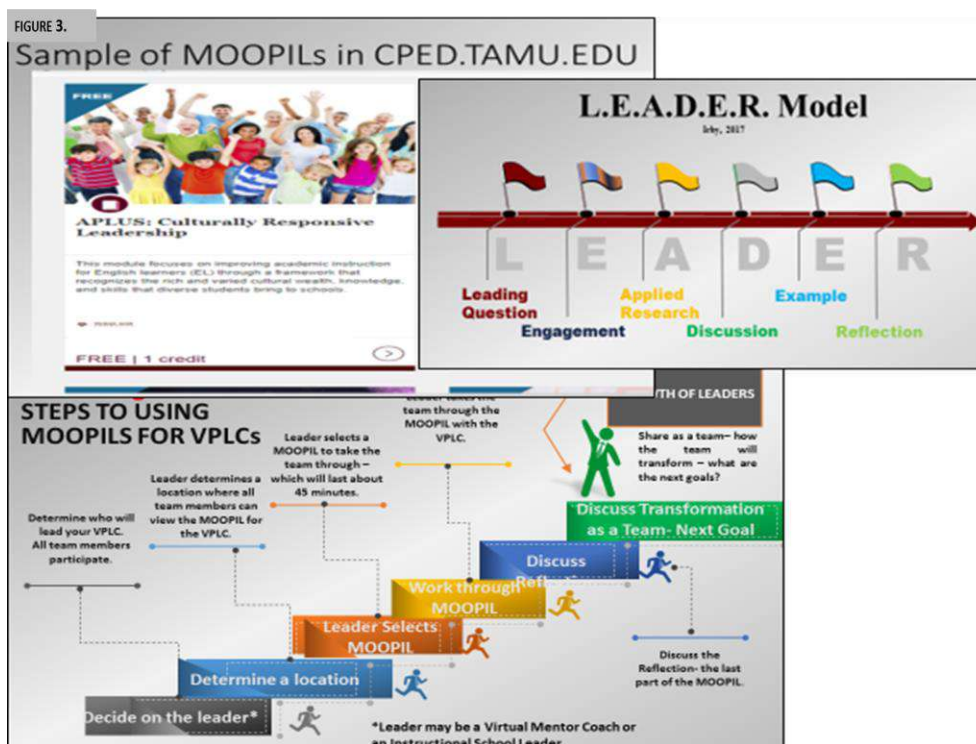 FIGURE 3.
Sample of MOOPILs in CPED.TAMU.EDU
FREE
APLUS: Culturally Responsive
Leadership
This module focuses on improving academic instruction
for English learners (EL) through a framework that
recognizes the rich and varied cultural wealth, knowledge,
and skills that diverse students bring to schools.
FREE | 1 credit
L.E.A.D.E.R. Model
Irby, 2017
L E A D E R
Leading
Question
Engagement
Applied
Research
Discussion
Example
Reflection
STEPS TO USING
MOOPILS FOR VPLCs
Determine who will
lead your VPLC.
All team members
participate.
Leader determines a
location where all
team members can
view the MOOPIL for
the VPLC.
Leader selects a
MOOPIL to take the
team through –
which will last about
45 minutes.
Leader takes the
team through the
MOOPIL with the
VPLC.
OF LEADERS
Share as a team– how
the team will
transform – what are
the next goals?
Discuss Transformation
as a Team- Next Goal
Discuss
Work through
MOOPIL
Leader Selects
MOOPIL
Determine a location
Decide on the leader*
Discuss the
Reflection- the last
part of the MOOPIL.
*Leader may be a Virtual Mentor Coach or
an Instructional School Leader